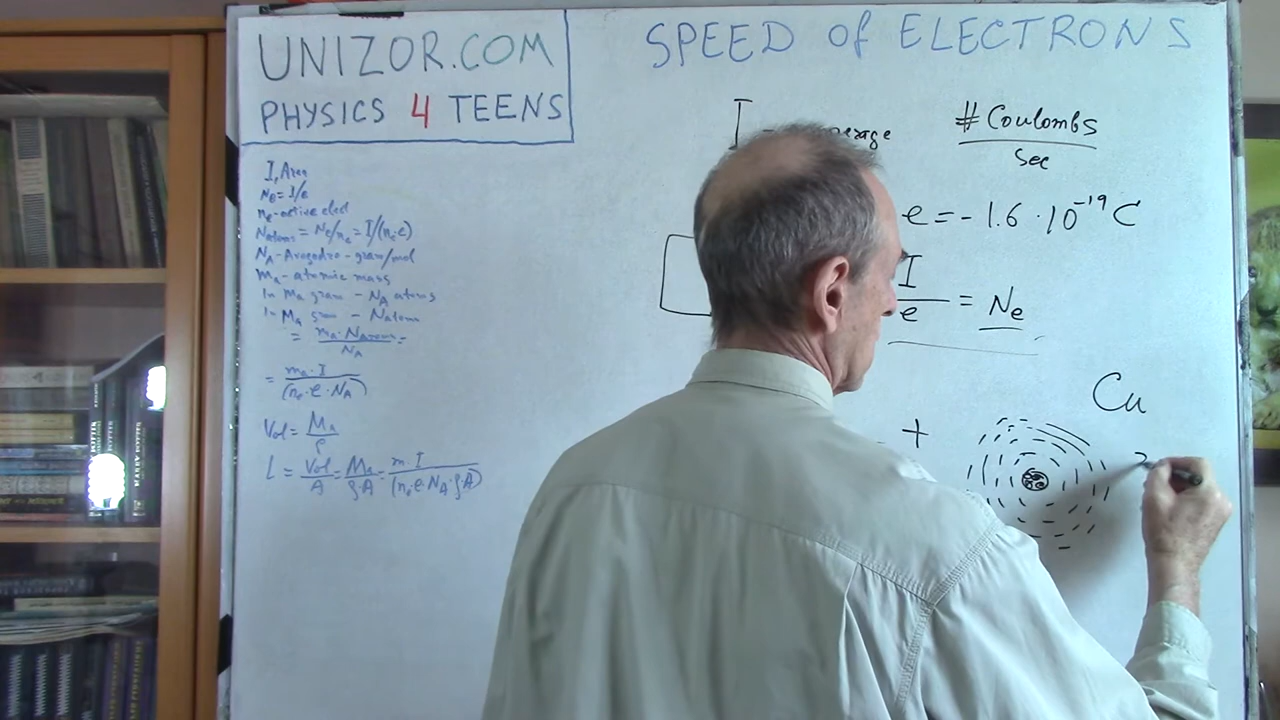 UNIZOR.COM
PHYSICS 4 TEENS
SPEED OF ELECTRONS
I, Area
Ne = I/e
ne-active elect
Natoms = Ne/ne = I/(ne·e)
NA-Avogadro-gram/mol
ma-atomic mass
In ma gram - NA atoms
In MA gram - Natoms
= ma·Natoms / NA =
= ma·I / (ne·e·NA)
Vol = MA / ρ
L = Vol / A = MA / ρ·A = m·I / (ne·e·NA·ρ·A)
I -
# Coulombs / Sec
e = -1.6·10⁻¹⁹ C
I / e = Ne
Cu
+